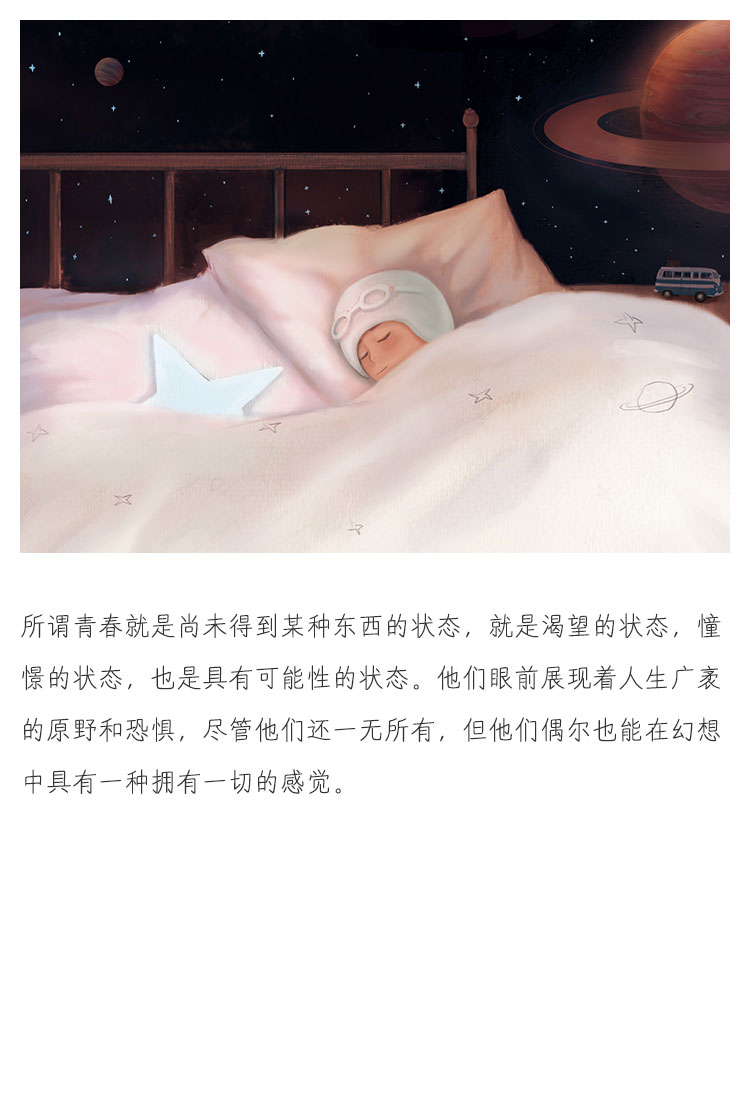 所谓青春就是尚未得到某种东西的状态，就是渴望的状态，憧
憬的状态，也是具有可能性的状态。他们眼前展现着人生广袤
的原野和恐惧，尽管他们还一无所有，但他们偶尔也能在幻想
中具有一种拥有一切的感觉。